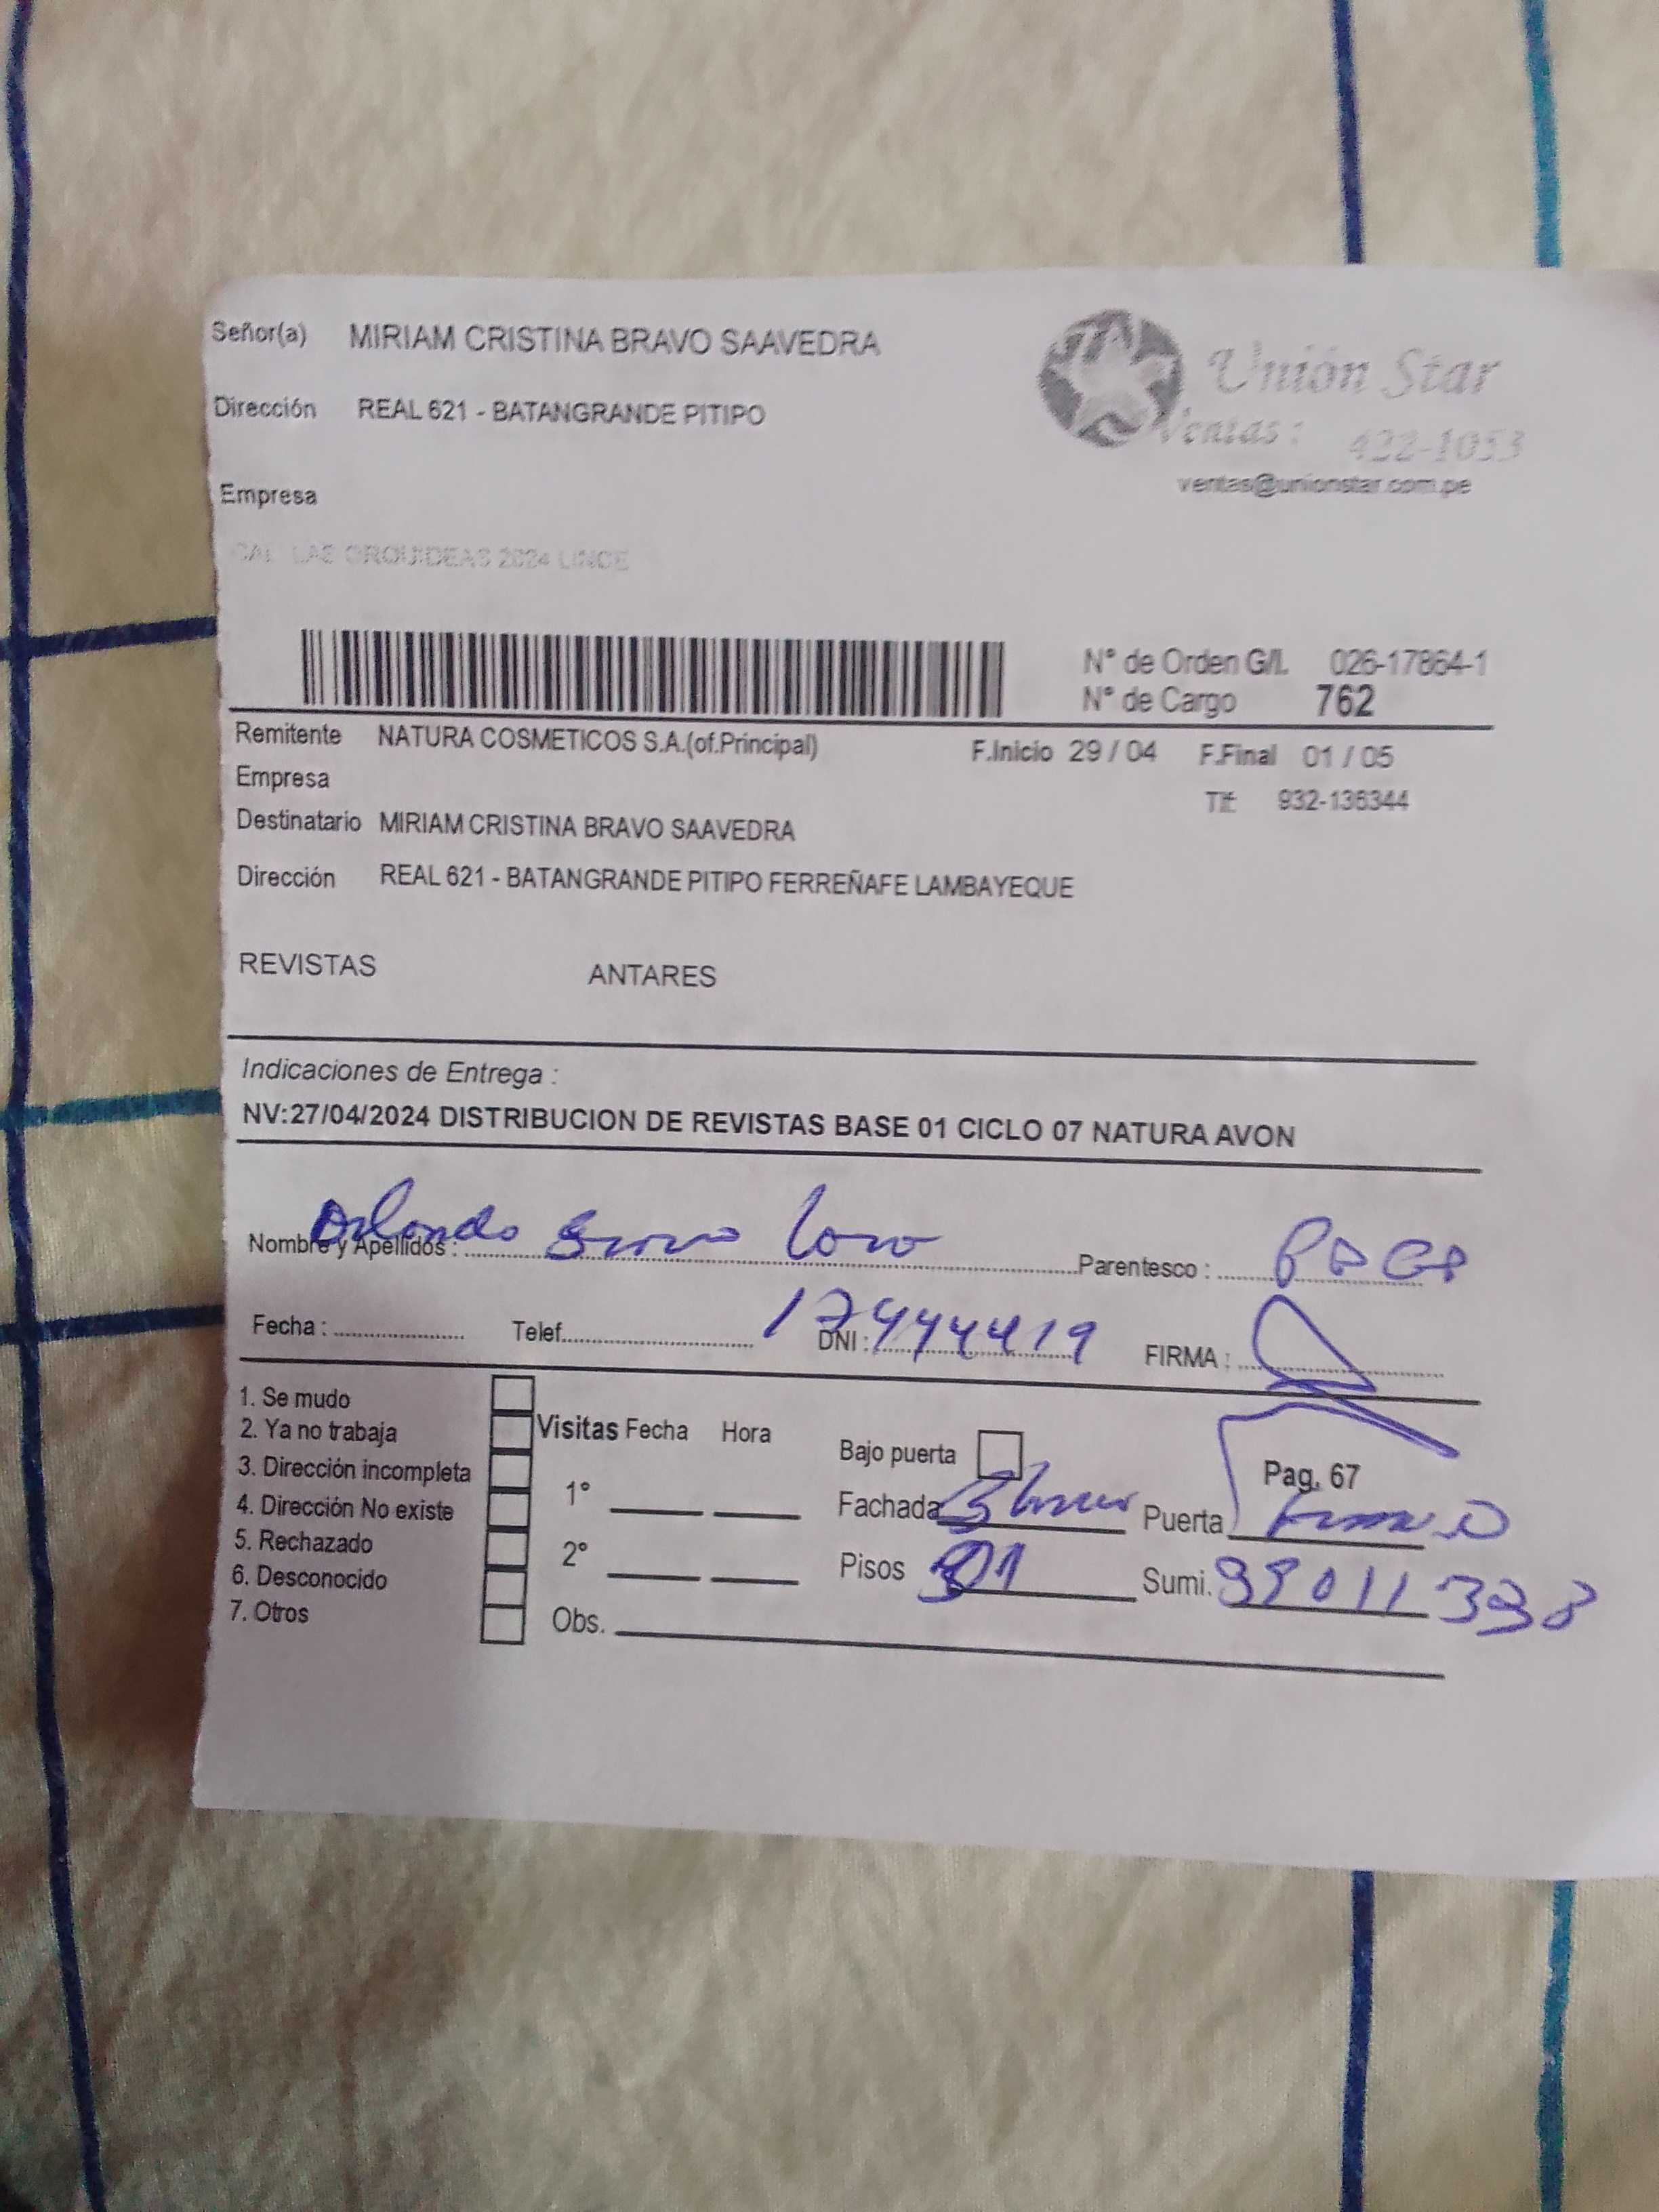 Señor(a) MIRIAM CRISTINA BRAVO SAAVEDRA
Dirección REAL 621 - BATANGRANDE PITIPO
Unión Star
Ventas: 422-1053
ventas@unionstar.com.pe
Empresa
CAL LAS ORQUIDEAS 2624 LINCE
N° de Orden G/I. 026-17864-1
N° de Cargo 762
Remitente NATURA COSMETICOS S.A.(of.Principal) F.Inicio 29 / 04 F.Final 01 / 05
Empresa
Tlf: 932-136344
Destinatario MIRIAM CRISTINA BRAVO SAAVEDRA
Dirección REAL 621 - BATANGRANDE PITIPO FERREÑAFE LAMBAYEQUE
REVISTAS ANTARES
Indicaciones de Entrega :
NV:27/04/2024 DISTRIBUCION DE REVISTAS BASE 01 CICLO 07 NATURA AVON
Nombre y Apellidos : Orlando Parentesco :
Fecha : Telef. DNI : 17444419 FIRMA :
1. Se mudo
2. Ya no trabaja
3. Dirección incompleta
4. Dirección No existe
5. Rechazado
6. Desconocido
7. Otros
Visitas Fecha Hora
1°
2°
Obs.
Bajo puerta Pag. 67
Fachada Puerta
Pisos Sumi.